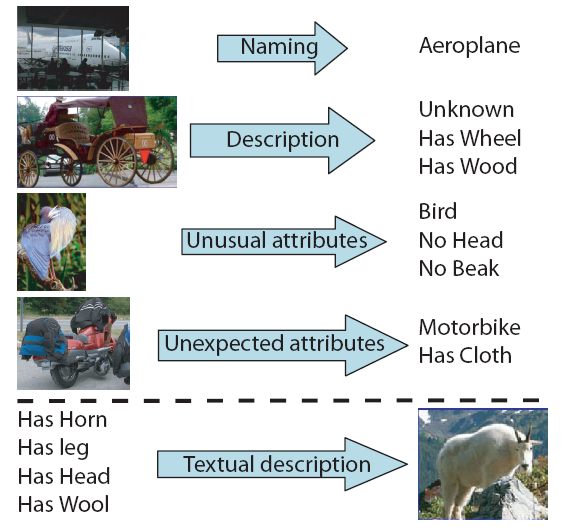 Naming
Aeroplane
Description
Unknown
Has Wheel
Has Wood
Unusual attributes
Bird
No Head
No Beak
Unexpected attributes
Motorbike
Has Cloth
Has Horn
Has leg
Has Head
Has Wool
Textual description